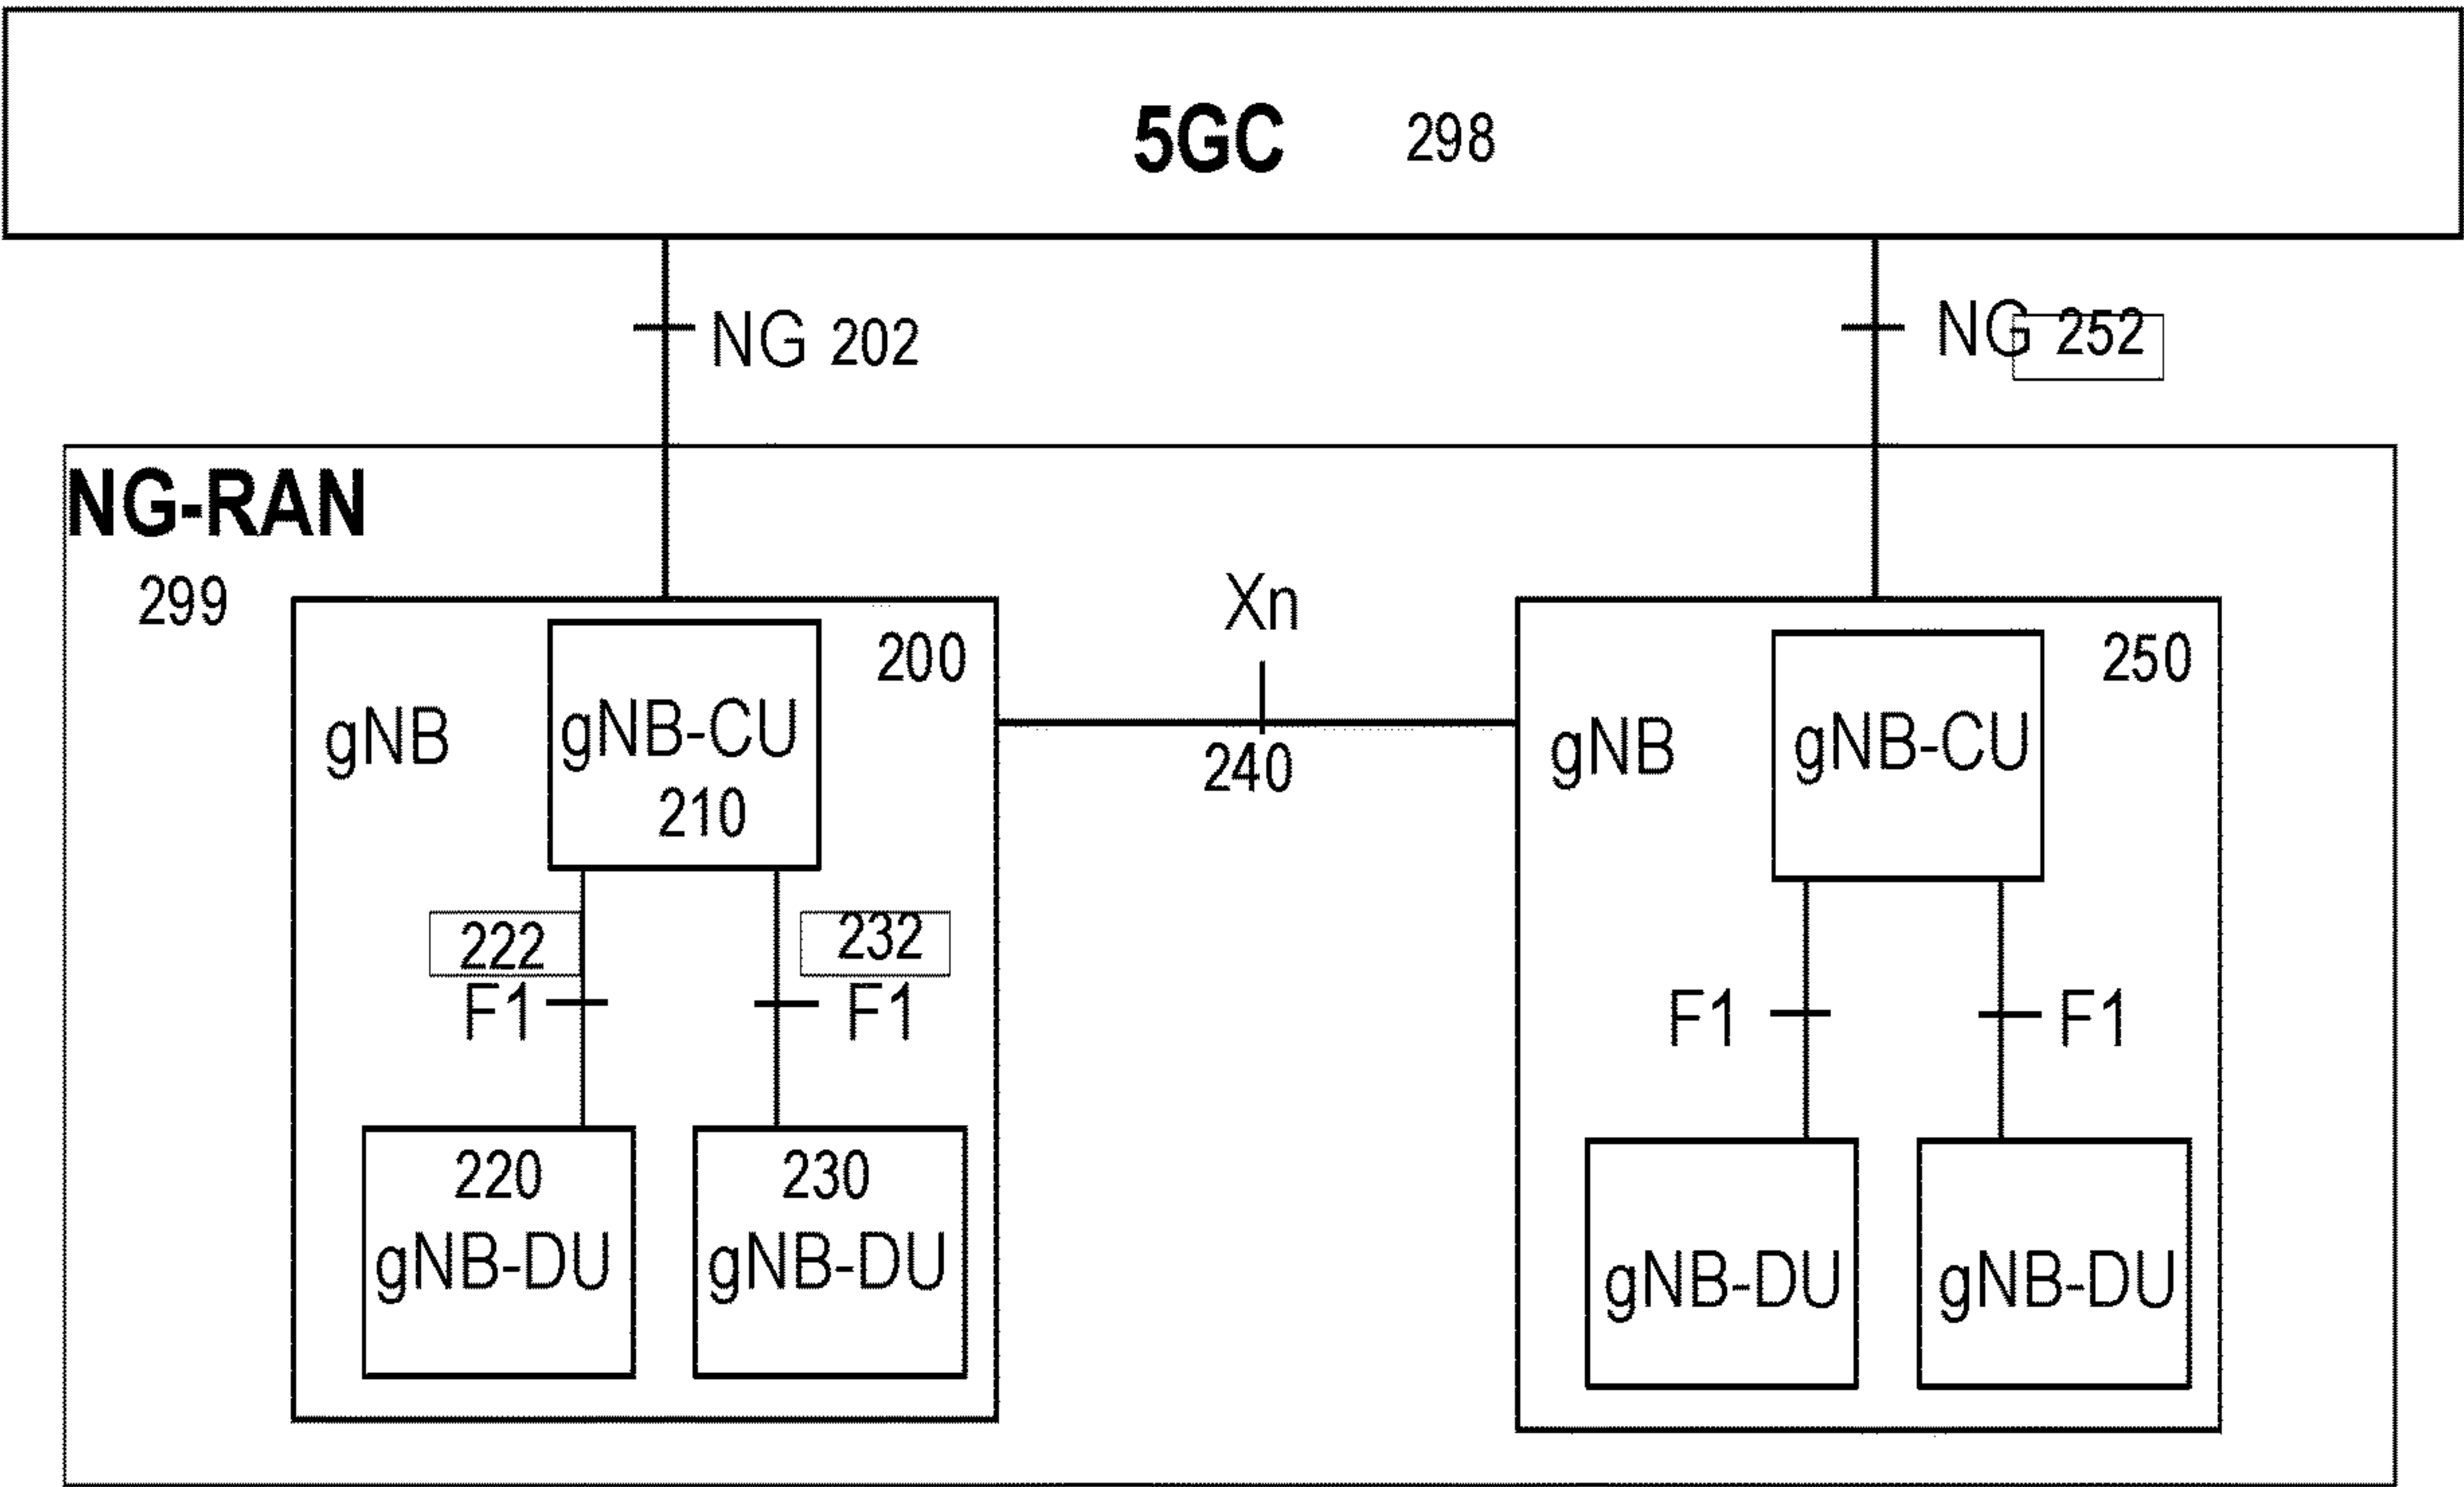 5GC 298
NG 202
NG 252
NG-RAN
299
Xn
240
200
gNB
gNB-CU
210
222
F1
232
F1
220
gNB-DU
230
gNB-DU
250
gNB
gNB-CU
F1
F1
gNB-DU
gNB-DU